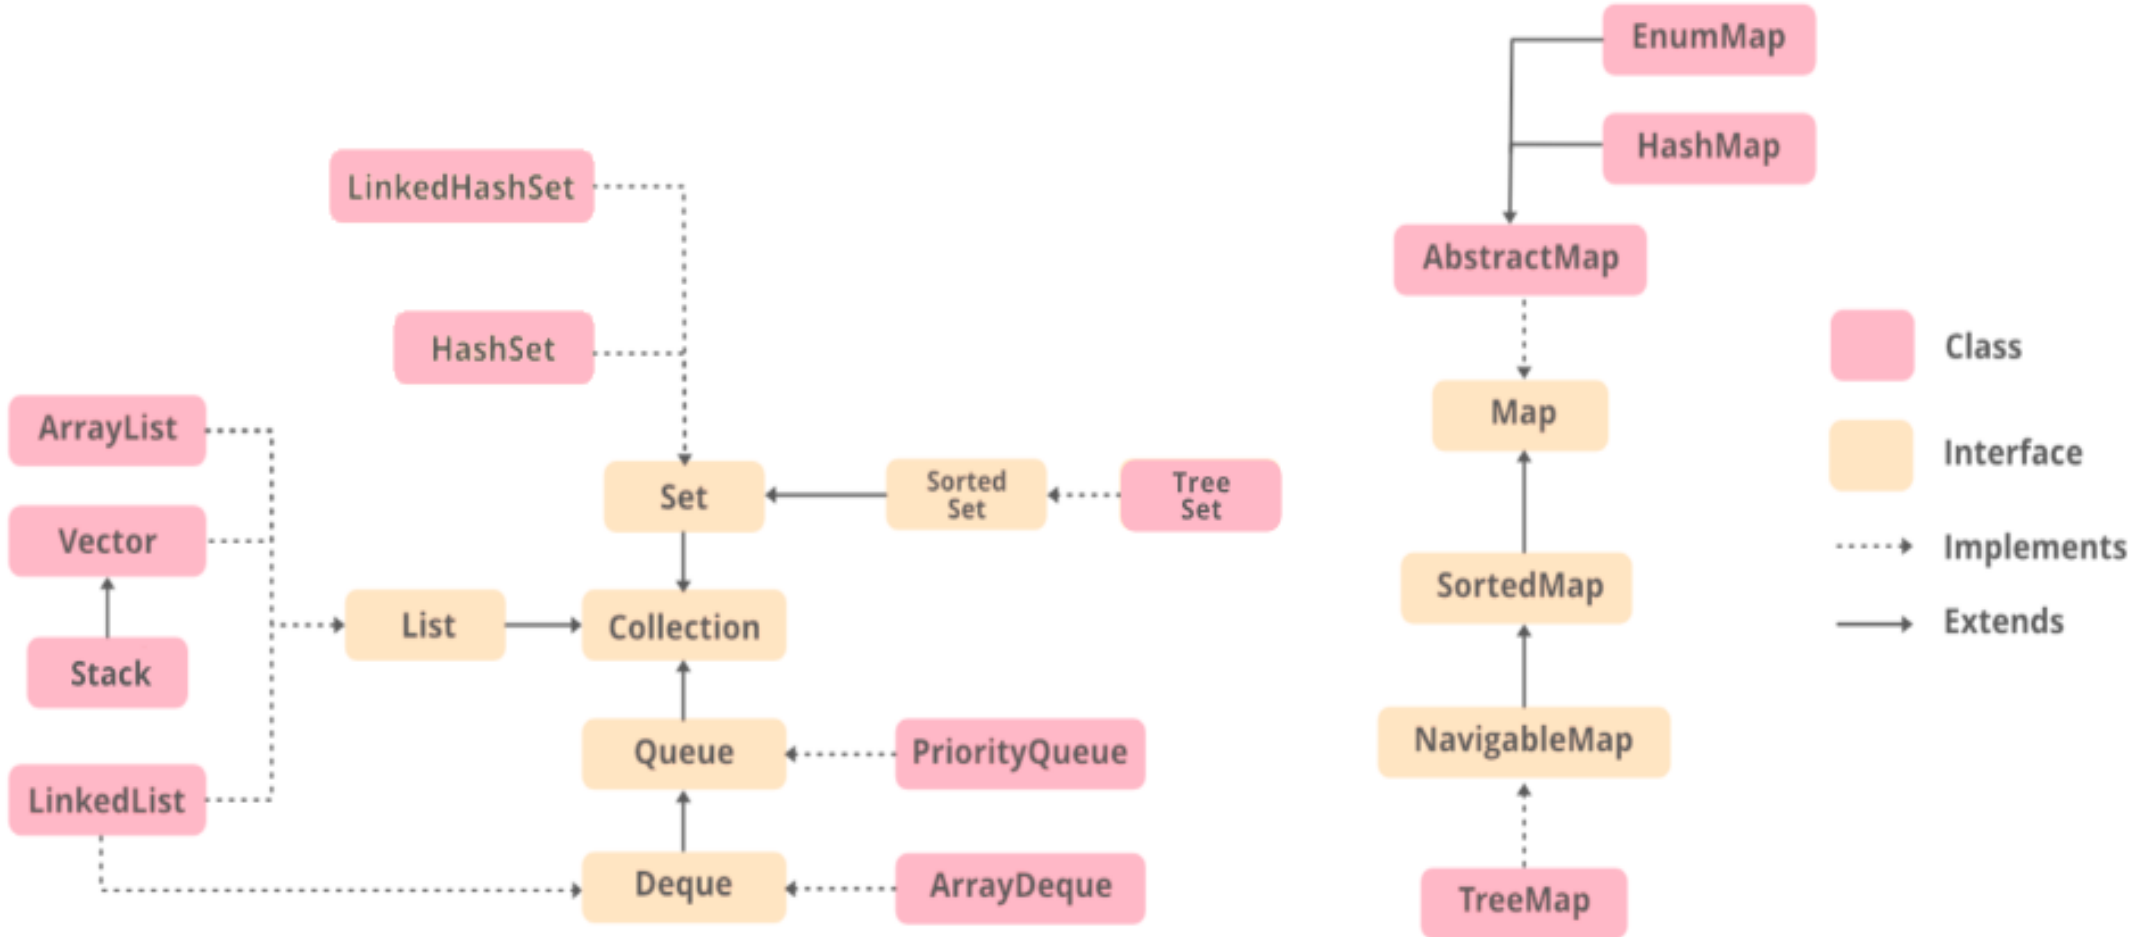 EnumMap
HashMap
LinkedHashSet
AbstractMap
HashSet
Class
ArrayList
Map
Interface
Sorted
Set
Tree
Set
Set
Vector
Implements
SortedMap
List
Collection
Extends
Stack
Queue
PriorityQueue
NavigableMap
LinkedList
Deque
ArrayDeque
TreeMap